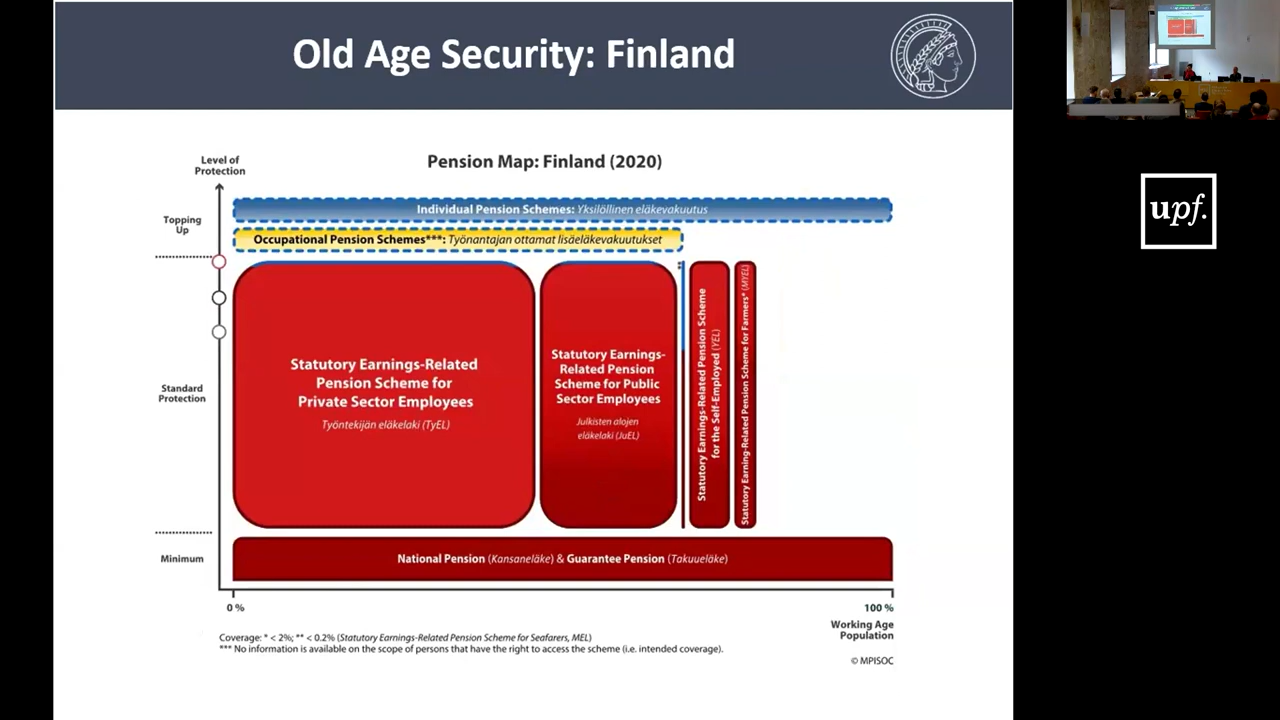 Old Age Security: Finland
Pension Map: Finland (2020)
Level of
Protection
Topping
Up
Individual Pension Schemes: Yksilöllinen eläkevakuutus
Occupational Pension Schemes***: Työnantajan ottamat lisäeläkevakuutukset
Standard
Protection
Statutory Earnings-Related
Pension Scheme for
Private Sector Employees
Työntekijän eläkelaki (TyEL)
Statutory Earnings-
Related Pension
Scheme for Public
Sector Employees
Julkisten alojen
eläkelaki (JuEL)
**
Statutory Earnings-Related Pension Scheme
for the Self-Employed (YEL)
Statutory Earning-Related Pension Scheme for Farmers* (MYEL)
Minimum
National Pension (Kansaneläke) & Guarantee Pension (Takuueläke)
0 %
100 %
Working Age
Population
Coverage: * < 2%; ** < 0.2% (Statutory Earnings-Related Pension Scheme for Seafarers, MEL)
*** No information is available on the scope of persons that have the right to access the scheme (i.e. intended coverage).
© MPISOC
upf.